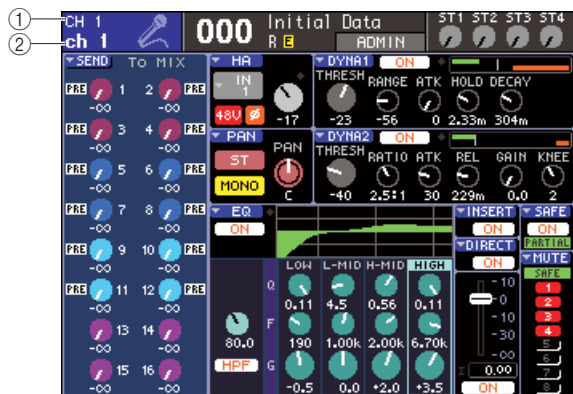 ① CH 1
② ch 1
000 Initial Data
R E ADMIN
ST1 ST2 ST3 ST4
SEND TO MIX
PRE 1 2 PRE
-∞ -∞
PRE 3 4 PRE
-∞ -∞
PRE 5 6 PRE
-∞ -∞
PRE 7 8 PRE
-∞ -∞
PRE 9 10 PRE
-∞ -∞
PRE 11 12 PRE
-∞ -∞
13 14
-∞ -∞
15 16
-∞ -∞
HA
IN
1
48V Ø -17
DYNA1 ON
THRESH RANGE ATK HOLD DECAY
-23 -56 0 2.33m 304m
PAN
ST PAN
MONO C
DYNA2 ON
THRESH RATIO ATK REL GAIN KNEE
-40 2.5:1 30 229m 0.0 2
EQ
ON
LOW L-MID H-MID HIGH
Q 0.11 4.5 0.56 0.11
80.0 F 190 1.00k 2.00k 6.70k
HPF G -0.5 0.0 +2.0 +3.5
INSERT
ON
DIRECT
ON
-10
-0
-10
-30
-∞
Σ 0.00
ON
SAFE
ON
PARTIAL
MUTE
SAFE
1
2
3
4
5
6
7
8